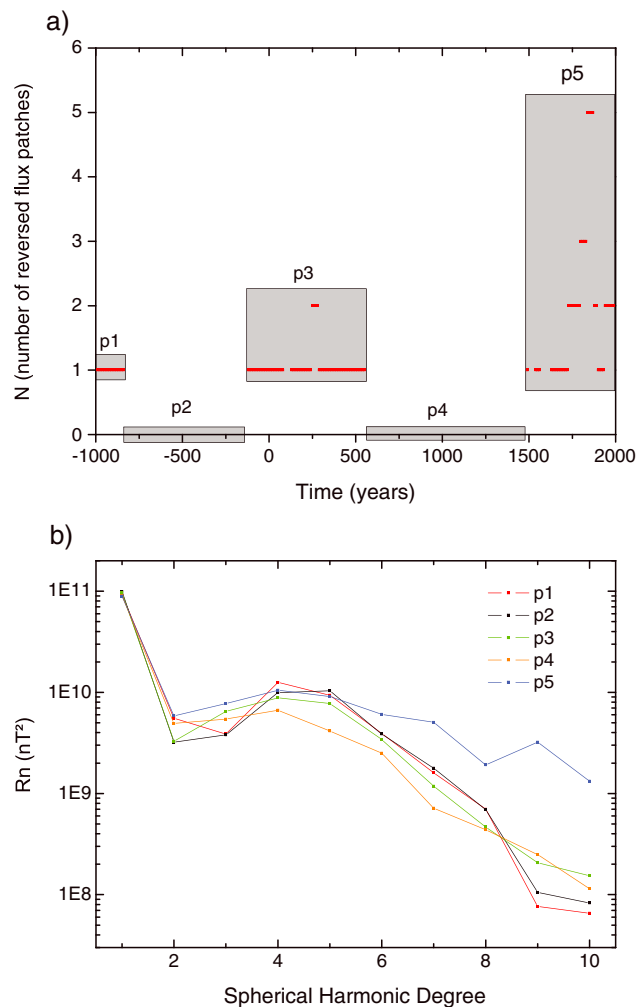 a)
N (number of reversed flux patches)
6
5
4
3
2
1
0
p1
p2
p3
p4
p5
-1000
-500
0
500
1000
1500
2000
Time (years)
b)
Rn (nT²)
1E11
1E10
1E9
1E8
p1
p2
p3
p4
p5
2
4
6
8
10
Spherical Harmonic Degree